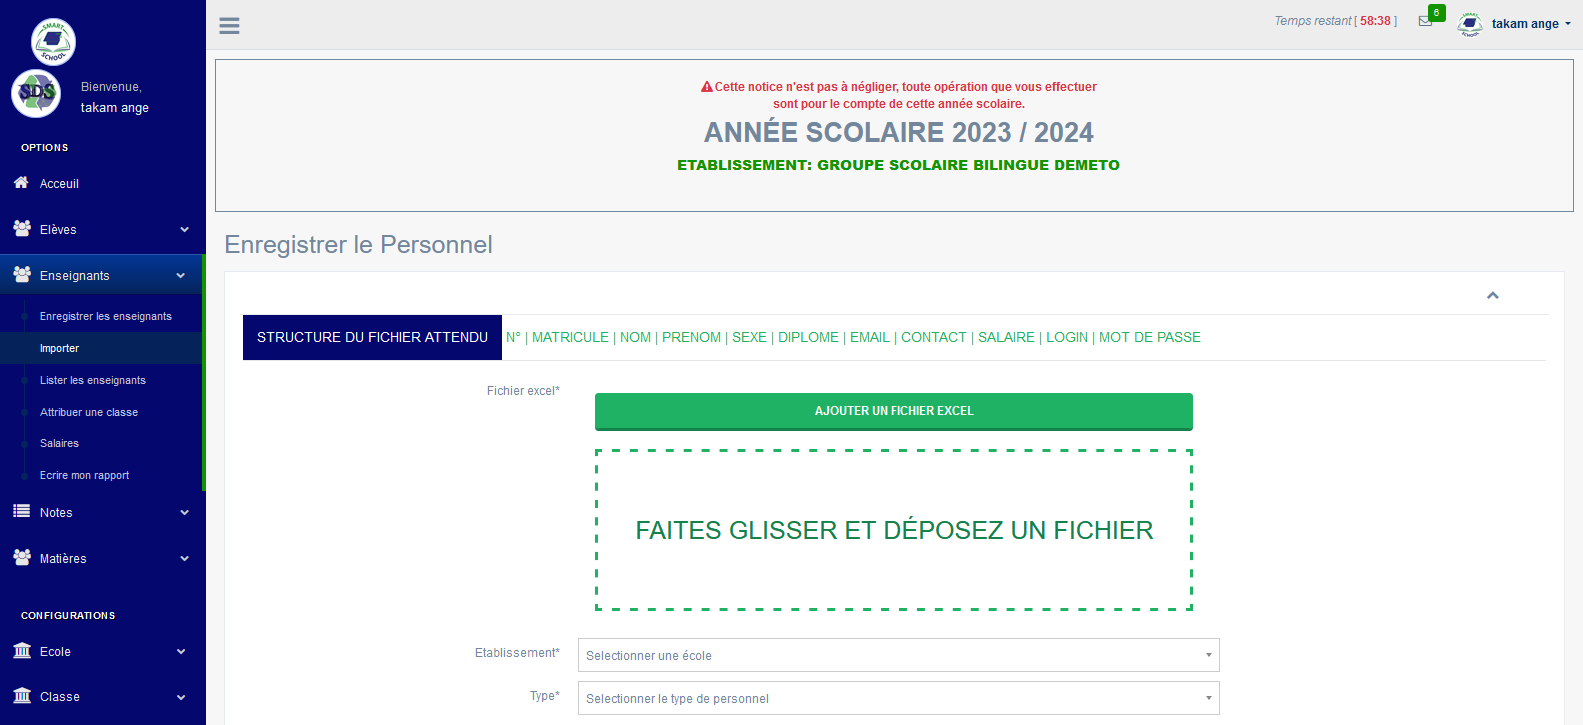 SMART
SCHOOL
SDS
Bienvenue,
takam ange
OPTIONS
Acceuil
Elèves
Enseignants
Enregistrer les enseignants
Importer
Lister les enseignants
Attribuer une classe
Salaires
Ecrire mon rapport
Notes
Matières
CONFIGURATIONS
Ecole
Classe
Temps restant [ 58:38 ]
6
takam ange
Cette notice n'est pas à négliger, toute opération que vous effectuer
sont pour le compte de cette année scolaire.
ANNÉE SCOLAIRE 2023 / 2024
ETABLISSEMENT: GROUPE SCOLAIRE BILINGUE DEMETO
Enregistrer le Personnel
STRUCTURE DU FICHIER ATTENDU N° | MATRICULE | NOM | PRENOM | SEXE | DIPLOME | EMAIL | CONTACT | SALAIRE | LOGIN | MOT DE PASSE
Fichier excel*
AJOUTER UN FICHIER EXCEL
FAITES GLISSER ET DÉPOSEZ UN FICHIER
Etablissement* Selectionner une école
Type* Selectionner le type de personnel